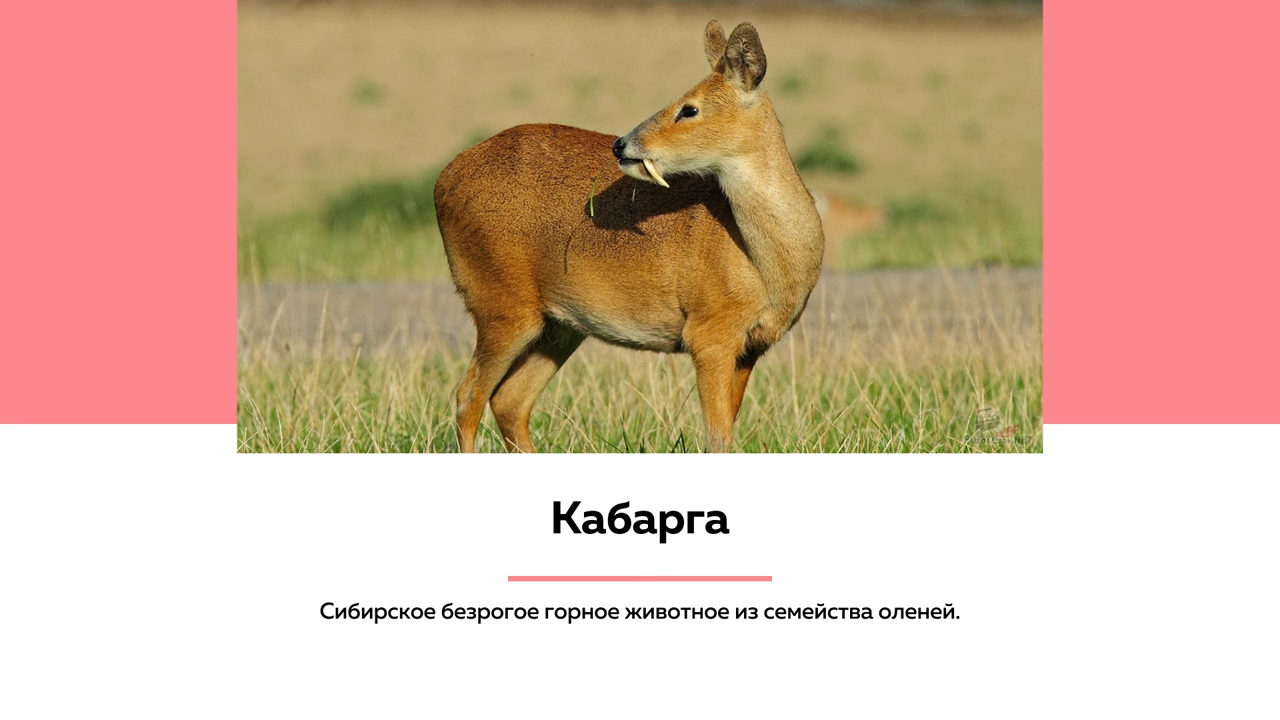 Кабарга
Сибирское безрогое горное животное из семейства оленей.